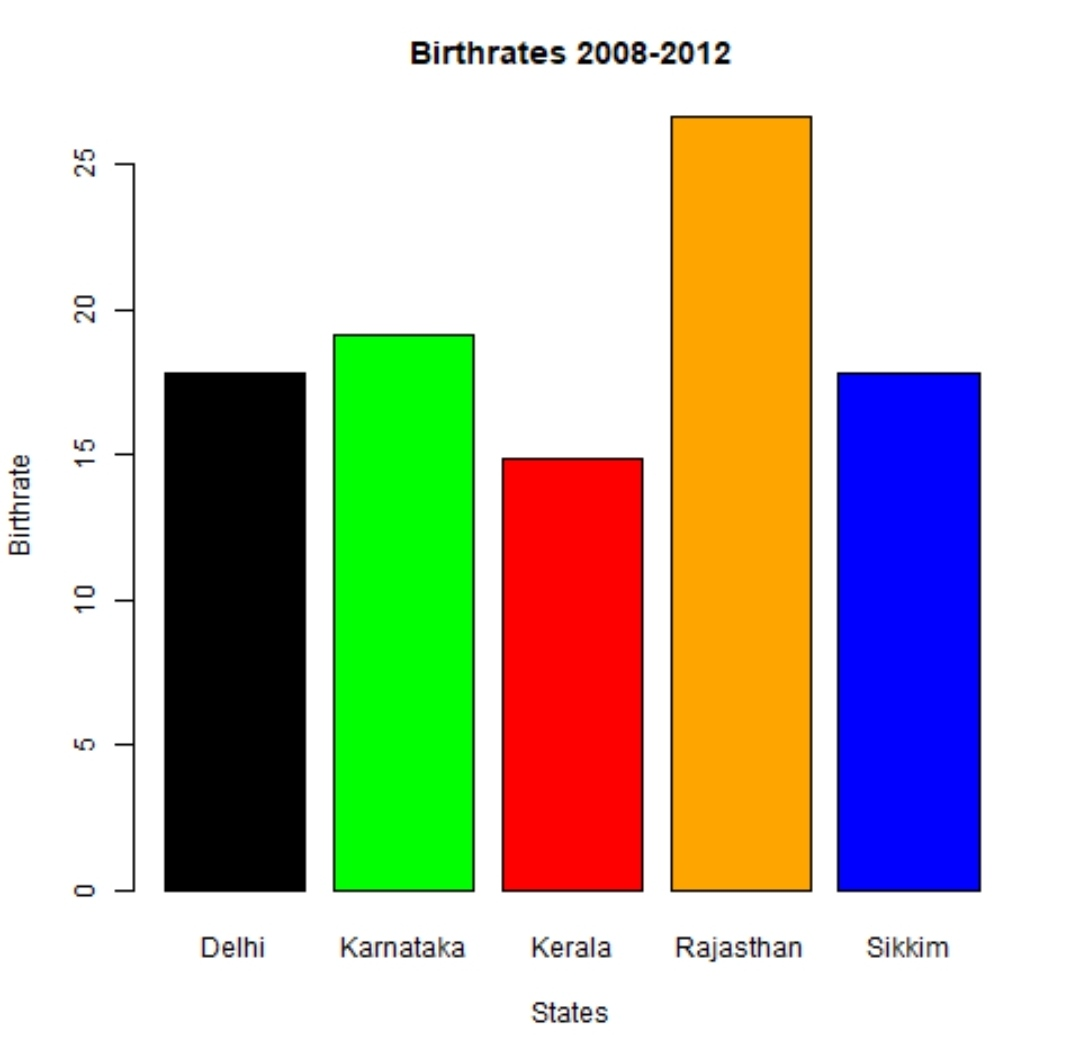 Birthrates 2008-2012
Birthrate
25
20
15
10
5
0
Delhi Karnataka Kerala Rajasthan Sikkim
States